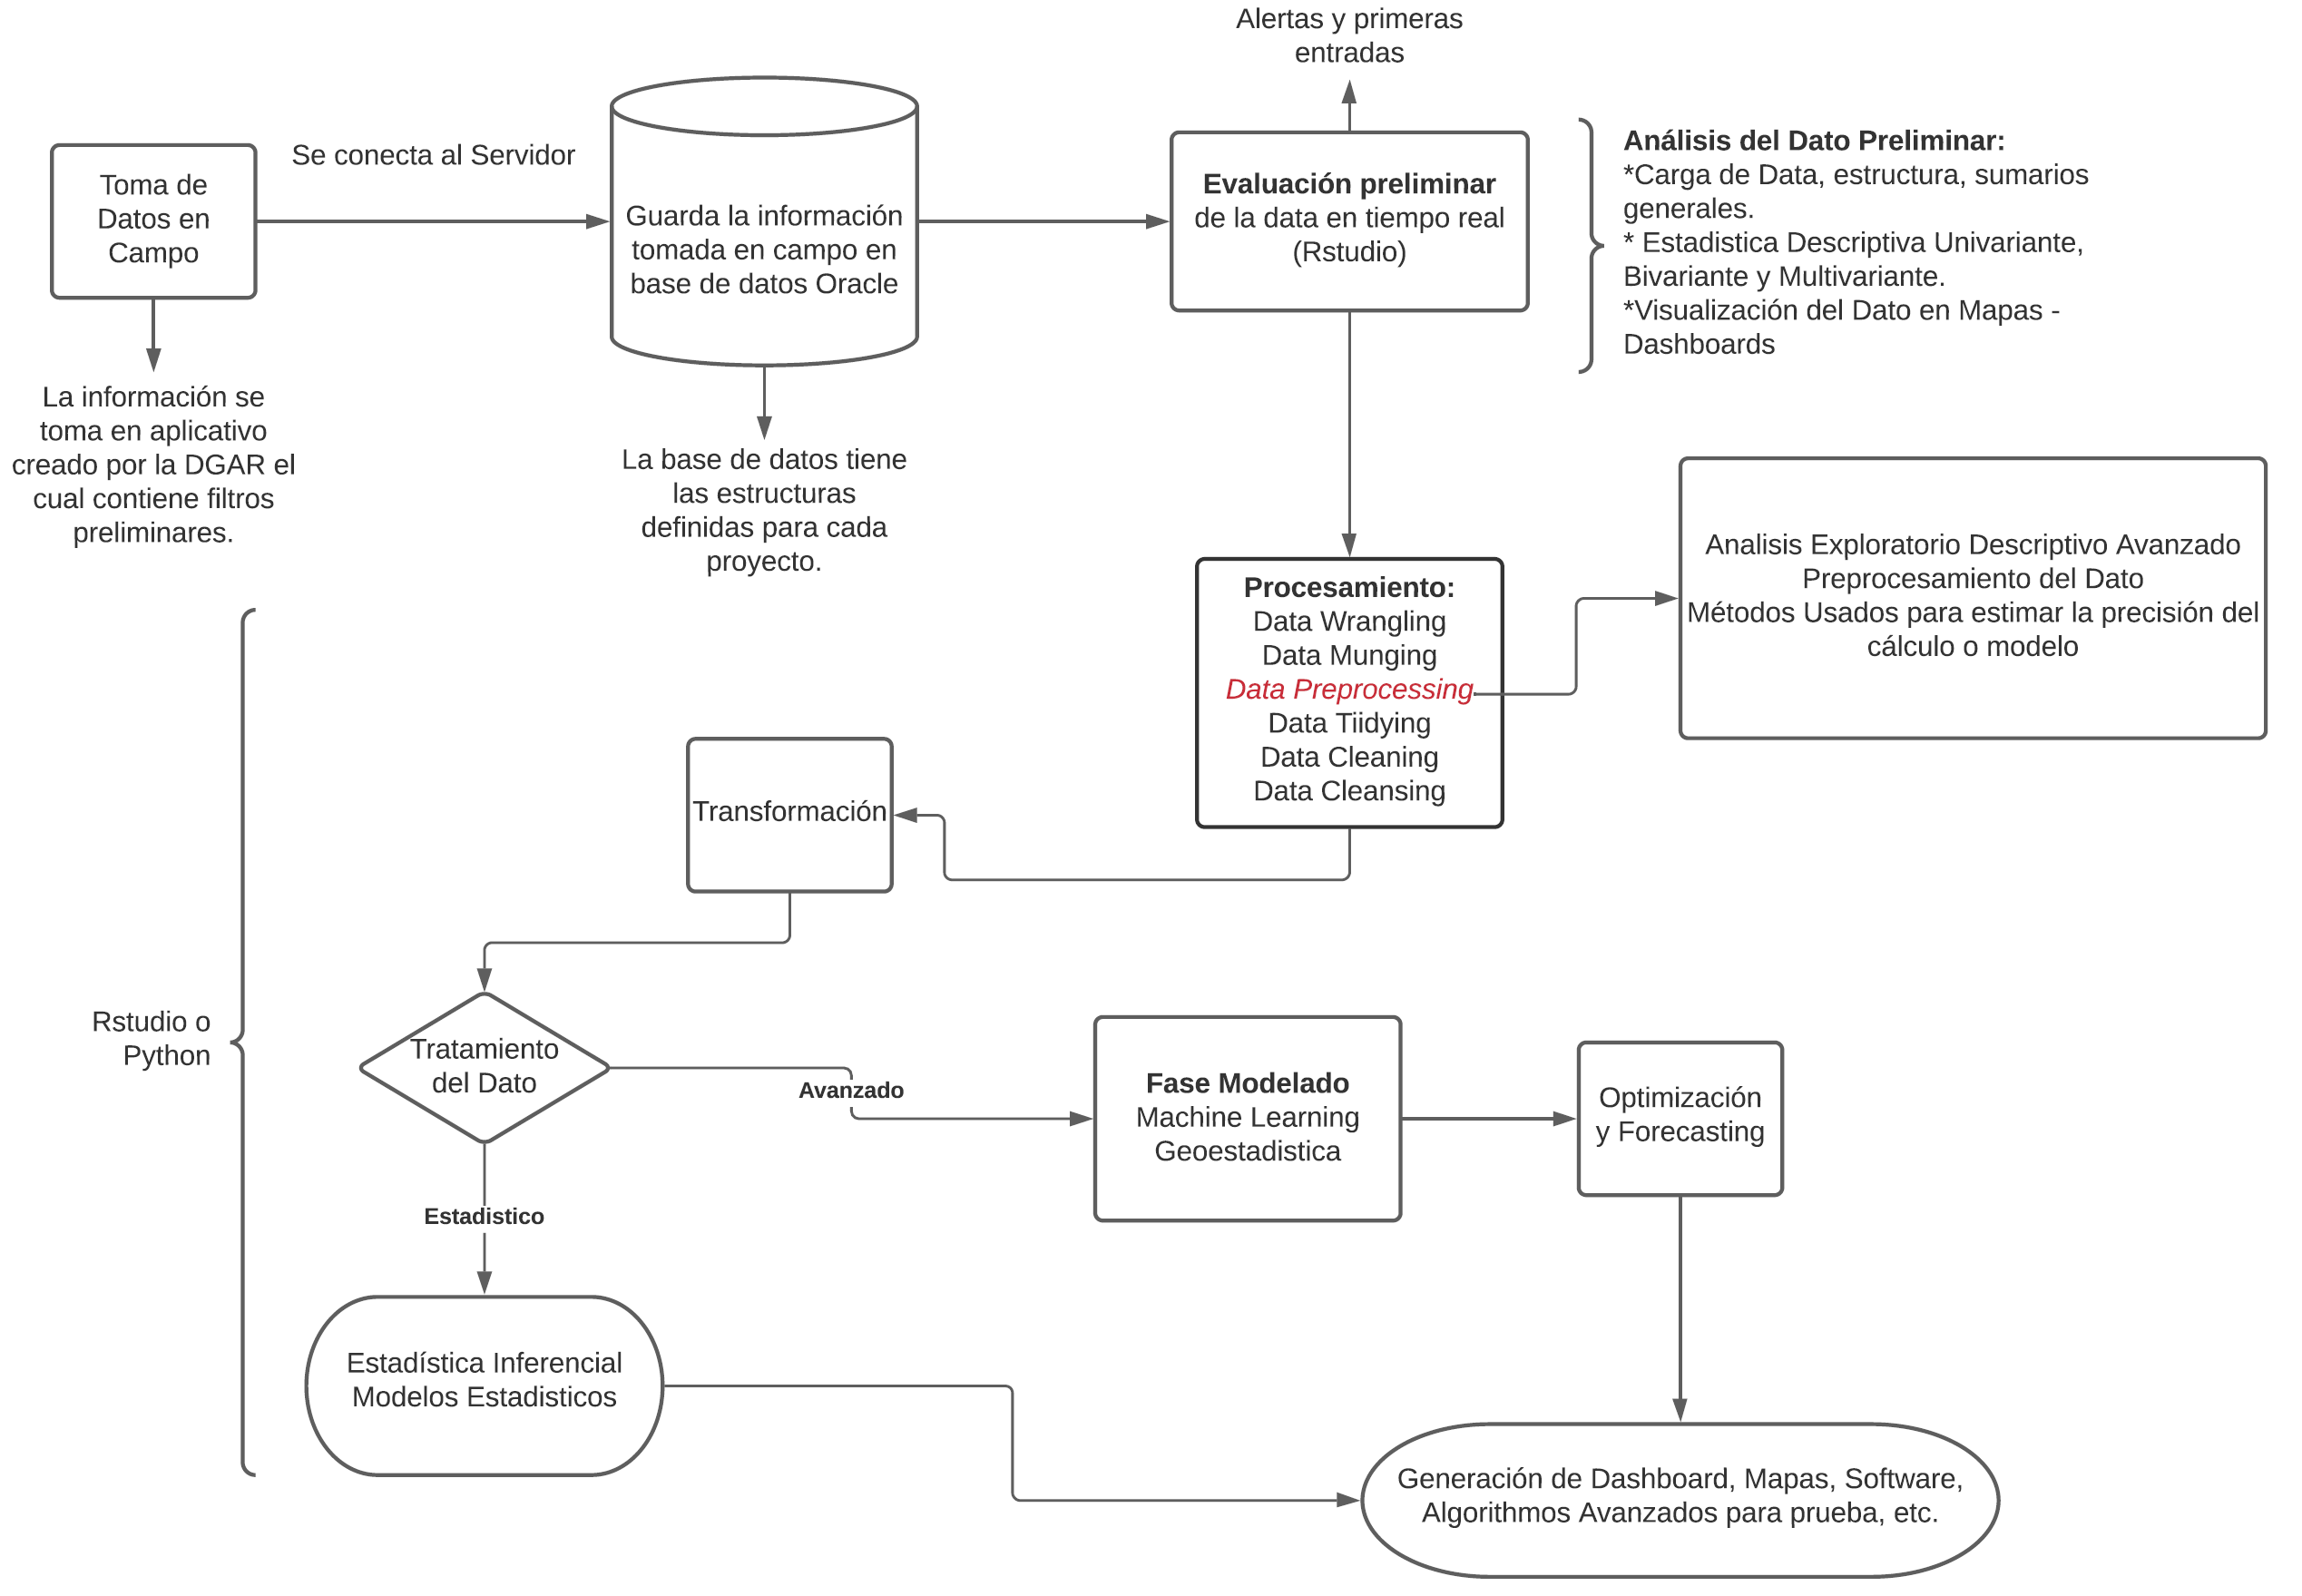 Alertas y primeras
entradas
Toma de
Datos en
Campo
Se conecta al Servidor
Guarda la información
tomada en campo en
base de datos Oracle
Evaluación preliminar
de la data en tiempo real
(Rstudio)
Análisis del Dato Preliminar:
*Carga de Data, estructura, sumarios
generales.
* Estadistica Descriptiva Univariante,
Bivariante y Multivariante.
*Visualización del Dato en Mapas -
Dashboards
La información se
toma en aplicativo
creado por la DGAR el
cual contiene filtros
preliminares.
La base de datos tiene
las estructuras
definidas para cada
proyecto.
Procesamiento:
Data Wrangling
Data Munging
Data Preprocessing
Data Tiidying
Data Cleaning
Data Cleansing
Analisis Exploratorio Descriptivo Avanzado
Preprocesamiento del Dato
Métodos Usados para estimar la precisión del
cálculo o modelo
Transformación
Rstudio o
Python
Tratamiento
del Dato
Avanzado
Fase Modelado
Machine Learning
Geoestadistica
Optimización
y Forecasting
Estadistico
Estadística Inferencial
Modelos Estadisticos
Generación de Dashboard, Mapas, Software,
Algorithmos Avanzados para prueba, etc.